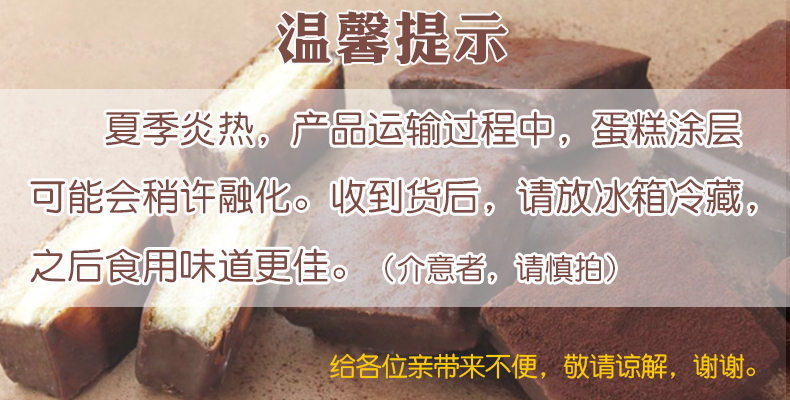 温馨提示
夏季炎热，产品运输过程中，蛋糕涂层
可能会稍许融化。收到货后，请放冰箱冷藏，
之后食用味道更佳。（介意者，请慎拍）
给各位亲带来不便，敬请谅解，谢谢。